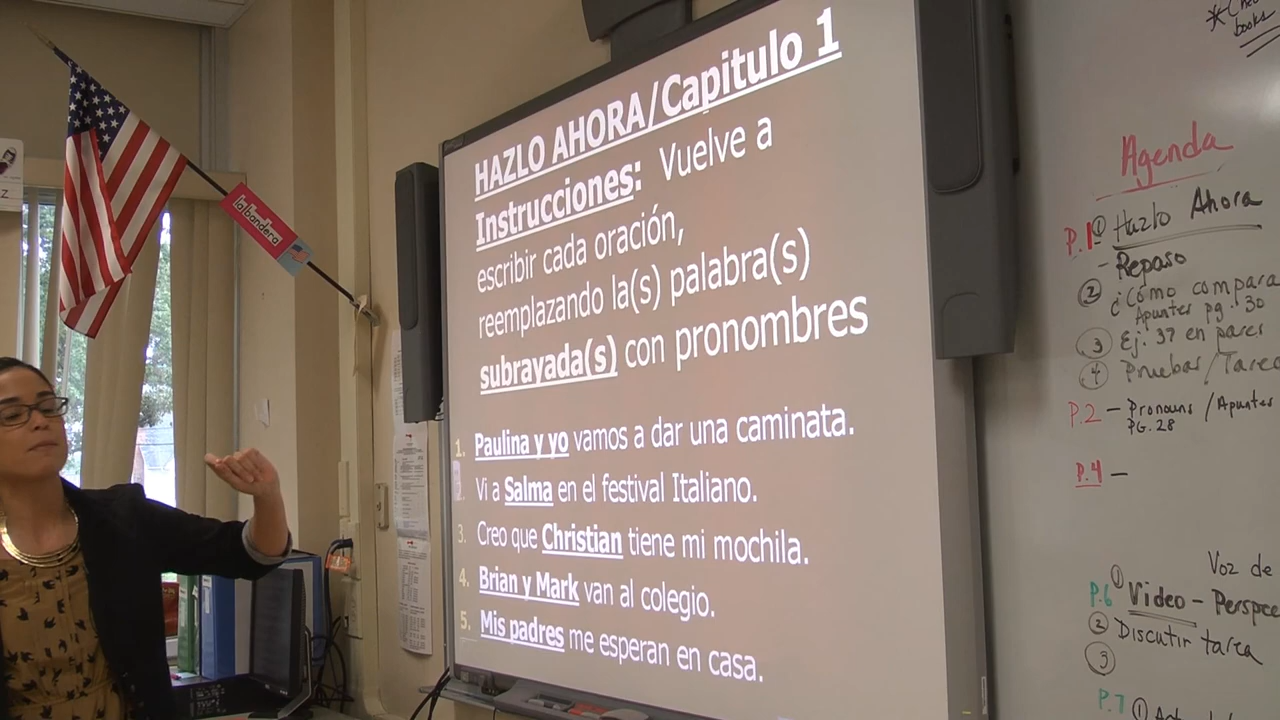 HAZLO AHORA/Capitulo 1
Instrucciones: Vuelve a
escribir cada oración,
reemplazando la(s) palabra(s)
subrayada(s) con pronombres
1. Paulina y yo vamos a dar una caminata.
2. Vi a Salma en el festival Italiano.
3. Creo que Christian tiene mi mochila.
4. Brian y Mark van al colegio.
5. Mis padres me esperan en casa.
la bandera
Z
books
Agenda
P.1 ① Hazlo Ahora
- Repaso
② ¿Cómo compara
Apuntes pg. 30
③ Ej. 37 en pares
④ Pruebas/Tarea
P.2 - Pronouns / Apuntes
PG. 28
P.4 -
Voz de
P.6 ① Video - Perspec
② Discutir tarea
③
P.7 ①